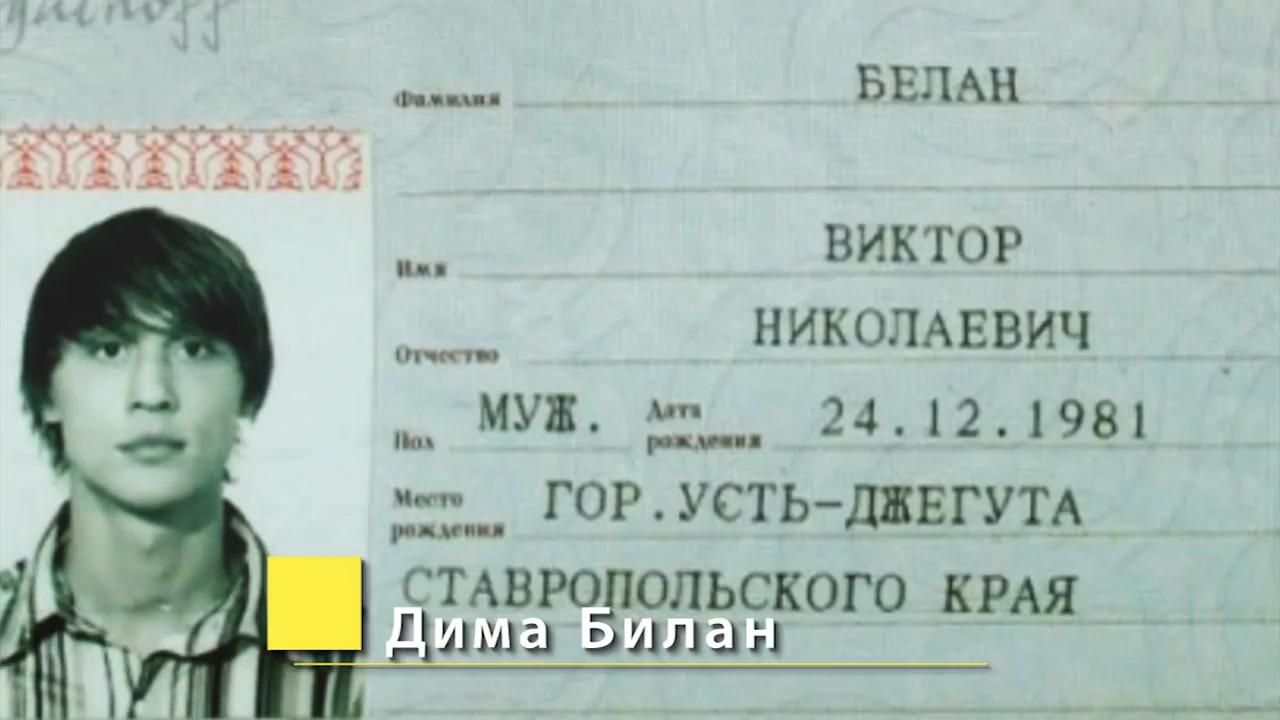 Фамилия БЕЛАН
Имя ВИКТОР
Отчество НИКОЛАЕВИЧ
Пол МУЖ. Дата рождения 24.12.1981
Место рождения ГОР.УСТЬ-ДЖЕГУТА
СТАВРОПОЛЬСКОГО КРАЯ
Дима Билан